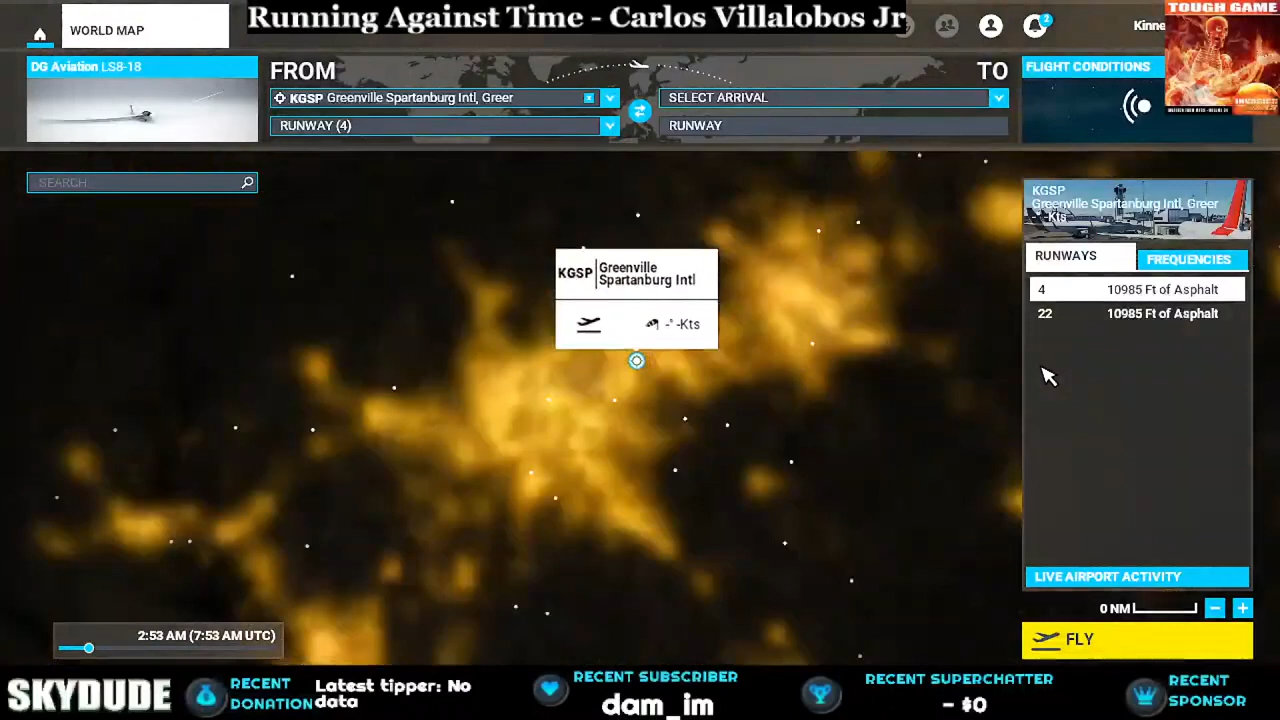 Running Against Time - Carlos Villalobos Jr
WORLD MAP
2
Kinne
TOUGH GAME
DG Aviation LS8-18
FROM
TO
FLIGHT CONDITIONS
KGSP Greenville Spartanburg Intl, Greer
SELECT ARRIVAL
RUNWAY (4)
RUNWAY
SEARCH
KGSP
Greenville Spartanburg Intl, Greer
Kts
RUNWAYS
FREQUENCIES
4 10985 Ft of Asphalt
22 10985 Ft of Asphalt
KGSP Greenville
Spartanburg Intl
-°-Kts
LIVE AIRPORT ACTIVITY
0 NM
2:53 AM (7:53 AM UTC)
FLY
SKYDUDE
RECENT
DONATION
Latest tipper: No
data
RECENT SUBSCRIBER
dam_im
RECENT SUPERCHATTER
- $0
RECENT
SPONSOR